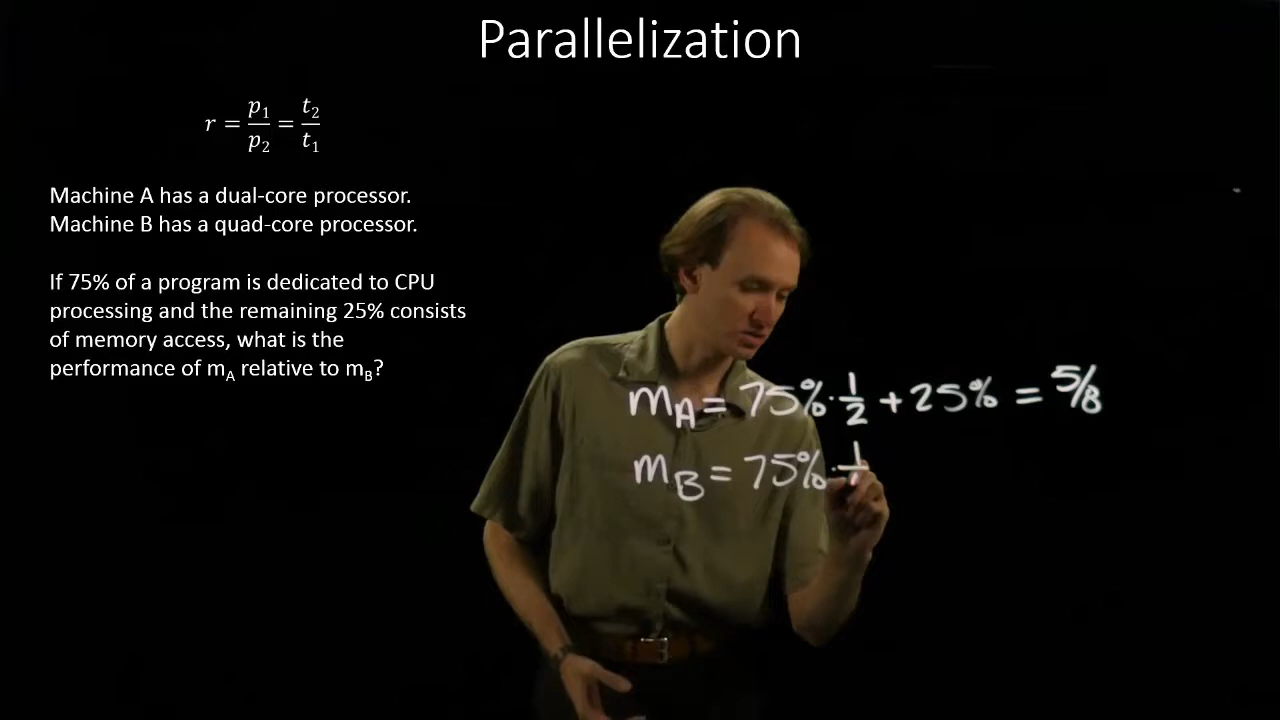 Parallelization
r = p₁/p₂ = t₂/t₁
Machine A has a dual-core processor.
Machine B has a quad-core processor.
If 75% of a program is dedicated to CPU
processing and the remaining 25% consists
of memory access, what is the
performance of mA relative to mB?
mA = 75% · 1/2 + 25% = 5/8
mB = 75% · 1/